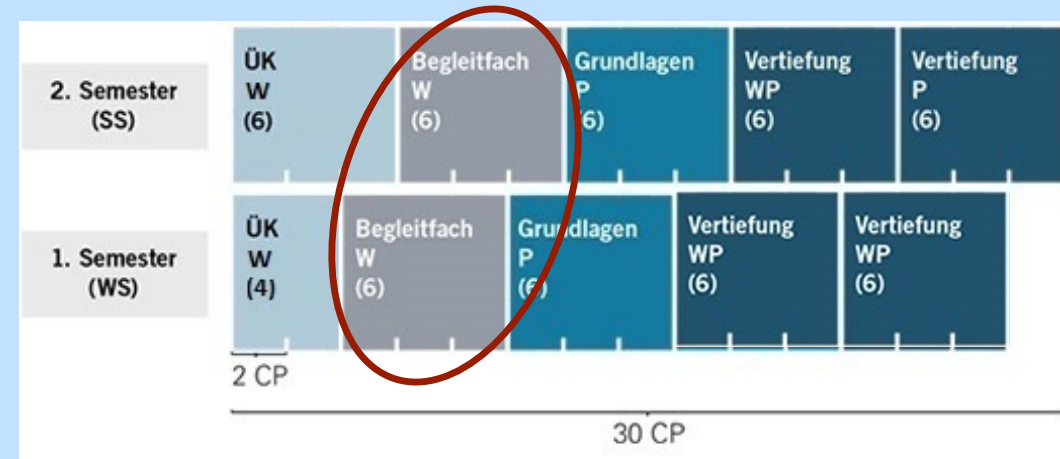 2. Semester
(SS)
ÜK
W
(6)
Begleitfach
W
(6)
Grundlagen
P
(6)
Vertiefung
WP
(6)
Vertiefung
P
(6)
1. Semester
(WS)
ÜK
W
(4)
Begleitfach
W
(6)
Grundlagen
P
(6)
Vertiefung
WP
(6)
Vertiefung
WP
(6)
2 CP
30 CP